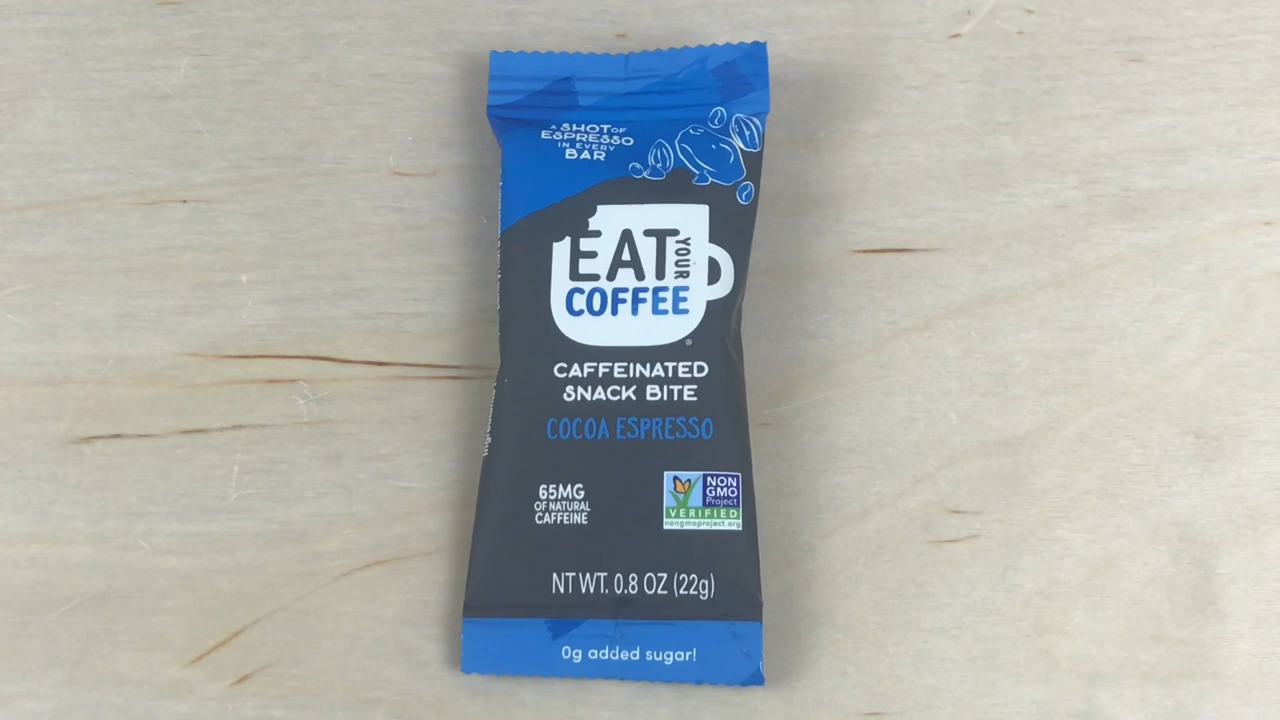 A SHOT OF
ESPRESSO
IN EVERY
BAR
EAT YOUR
COFFEE
®
CAFFEINATED
SNACK BITE
COCOA ESPRESSO
65MG
OF NATURAL
CAFFEINE
NON
GMO
Project
VERIFIED
nongmoproject.org
NT WT. 0.8 OZ (22g)
0g added sugar!